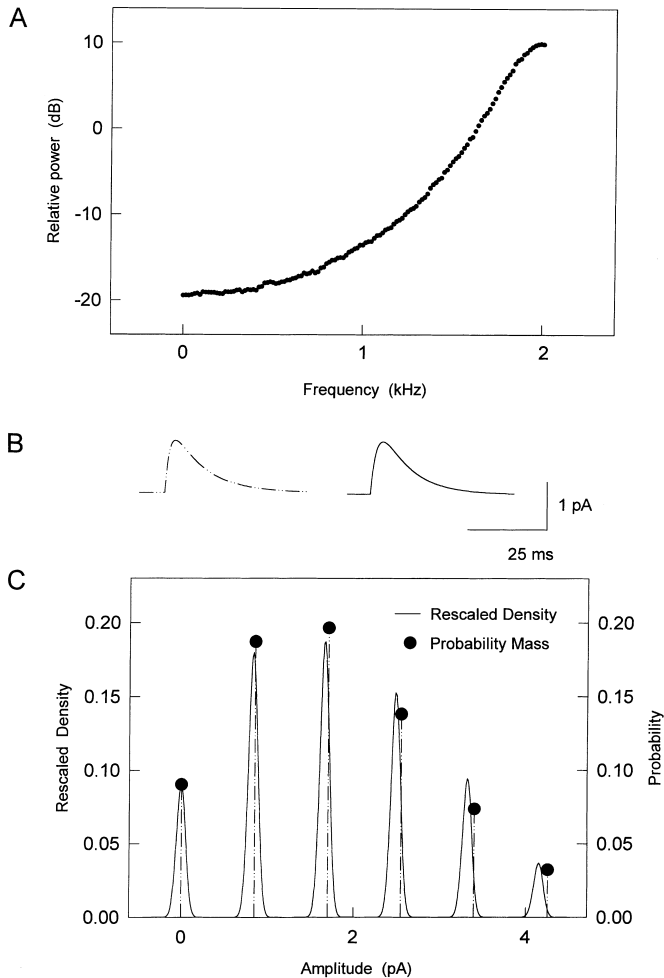 A
10
0
-10
-20
Relative power (dB)
0 1 2
Frequency (kHz)
B
1 pA
25 ms
C
Rescaled Density
Probability Mass
0.20 0.20
0.15 0.15
0.10 0.10
0.05 0.05
0.00 0.00
Rescaled Density
Probability
0 2 4
Amplitude (pA)